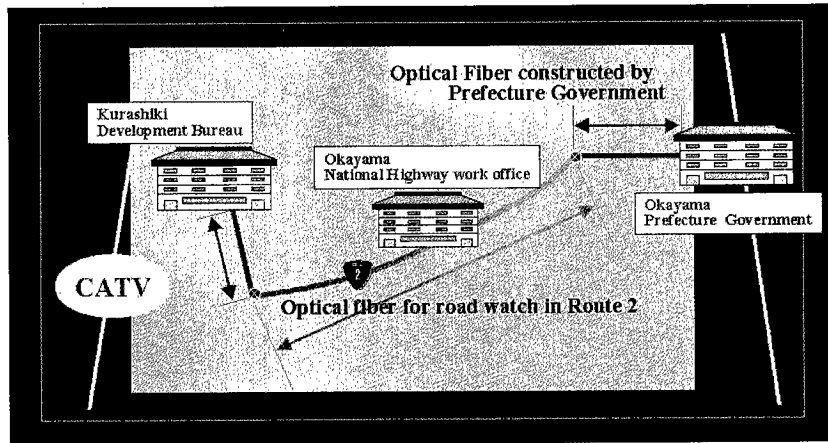 Optical Fiber constructed by
Prefecture Government
Kurashiki
Development Bureau
Okayama
National Highway work office
Okayama
Prefecture Government
CATV
2
Optical fiber for road watch in Route 2